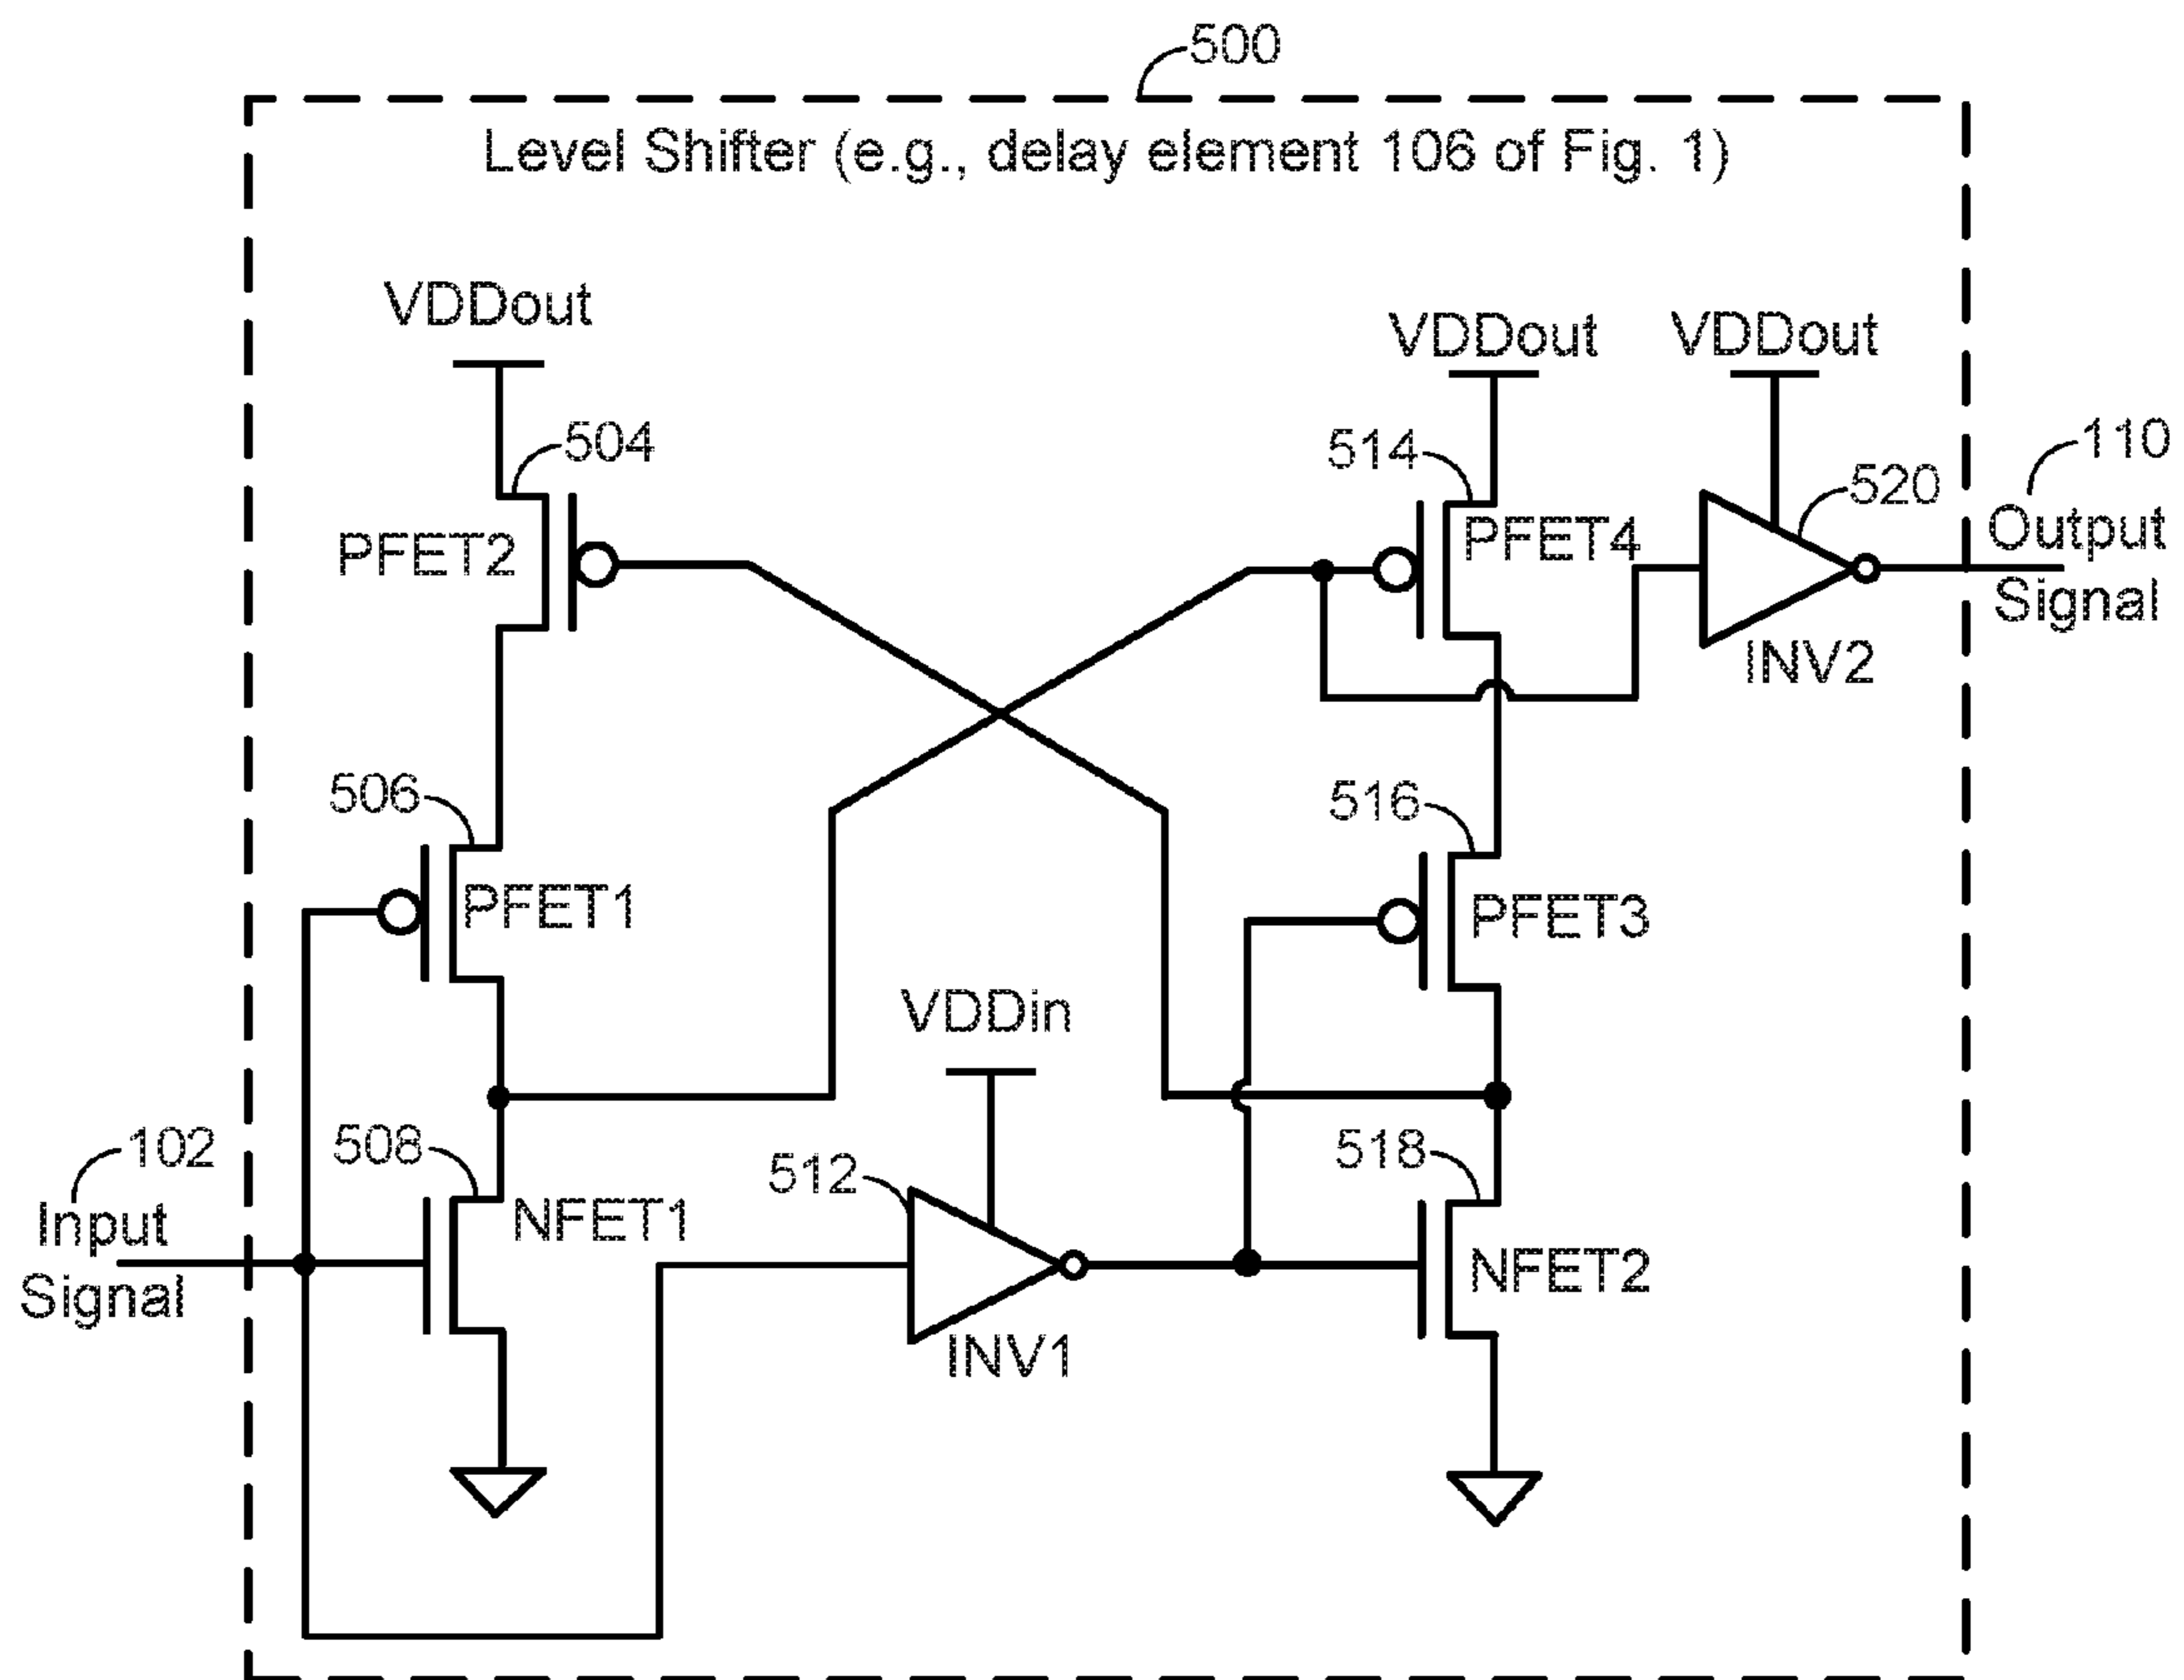 500
Level Shifter (e.g., delay element 106 of Fig. 1)
VDDout
VDDout
VDDout
504
514
110
520
PFET2
PFET4
Output
Signal
INV2
506
516
PFET1
PFET3
VDDin
102
508
512
518
Input
Signal
NFET1
NFET2
INV1